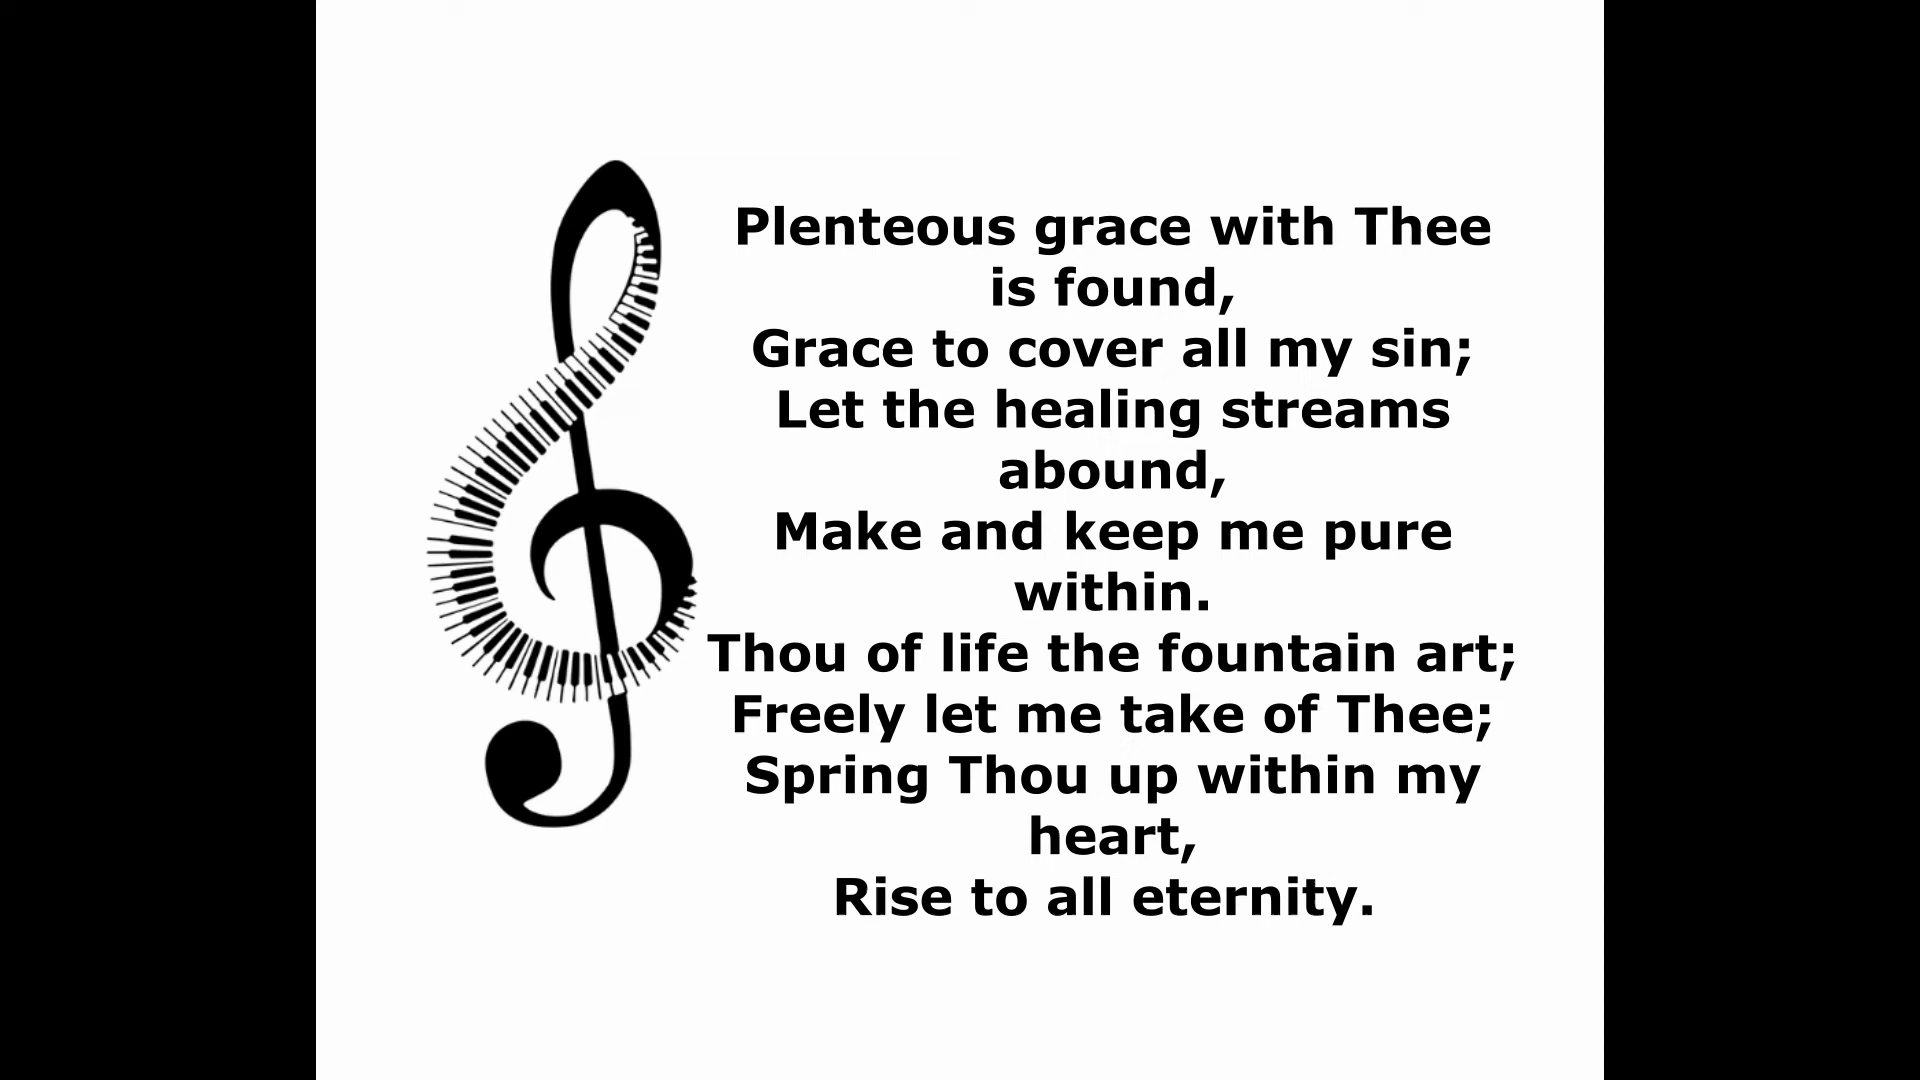 Plenteous grace with Thee
is found,
Grace to cover all my sin;
Let the healing streams
abound,
Make and keep me pure
within.
Thou of life the fountain art;
Freely let me take of Thee;
Spring Thou up within my
heart,
Rise to all eternity.